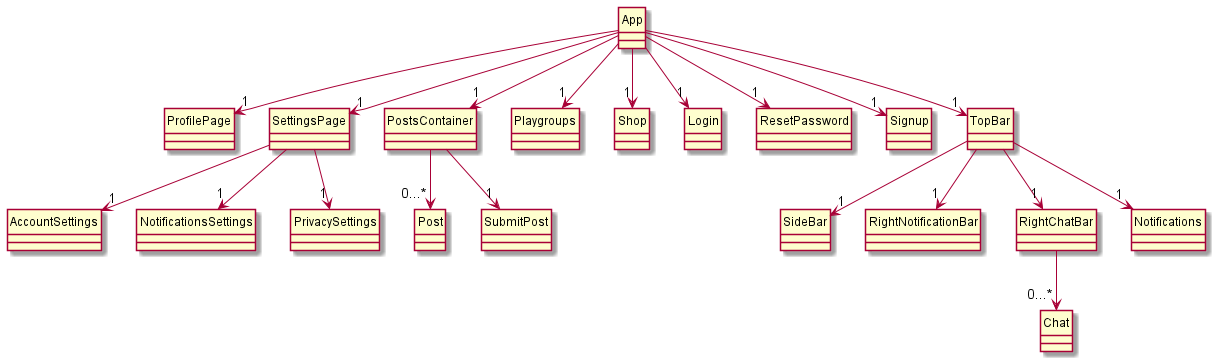 App
1 1 1 1 1 1 1 1 1
ProfilePage SettingsPage PostsContainer Playgroups Shop Login ResetPassword Signup TopBar
1 1 1 0...* 1 1 1 1 1
AccountSettings NotificationsSettings PrivacySettings Post SubmitPost SideBar RightNotificationBar RightChatBar Notifications
0...*
Chat